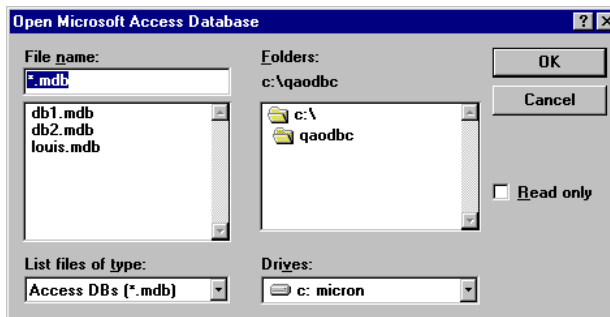 Open Microsoft Access Database
File name:
*.mdb
db1.mdb
db2.mdb
louis.mdb
List files of type:
Access DBs (*.mdb)
Folders:
c:\qaodbc
c:\
qaodbc
Drives:
c: micron
OK
Cancel
Read only